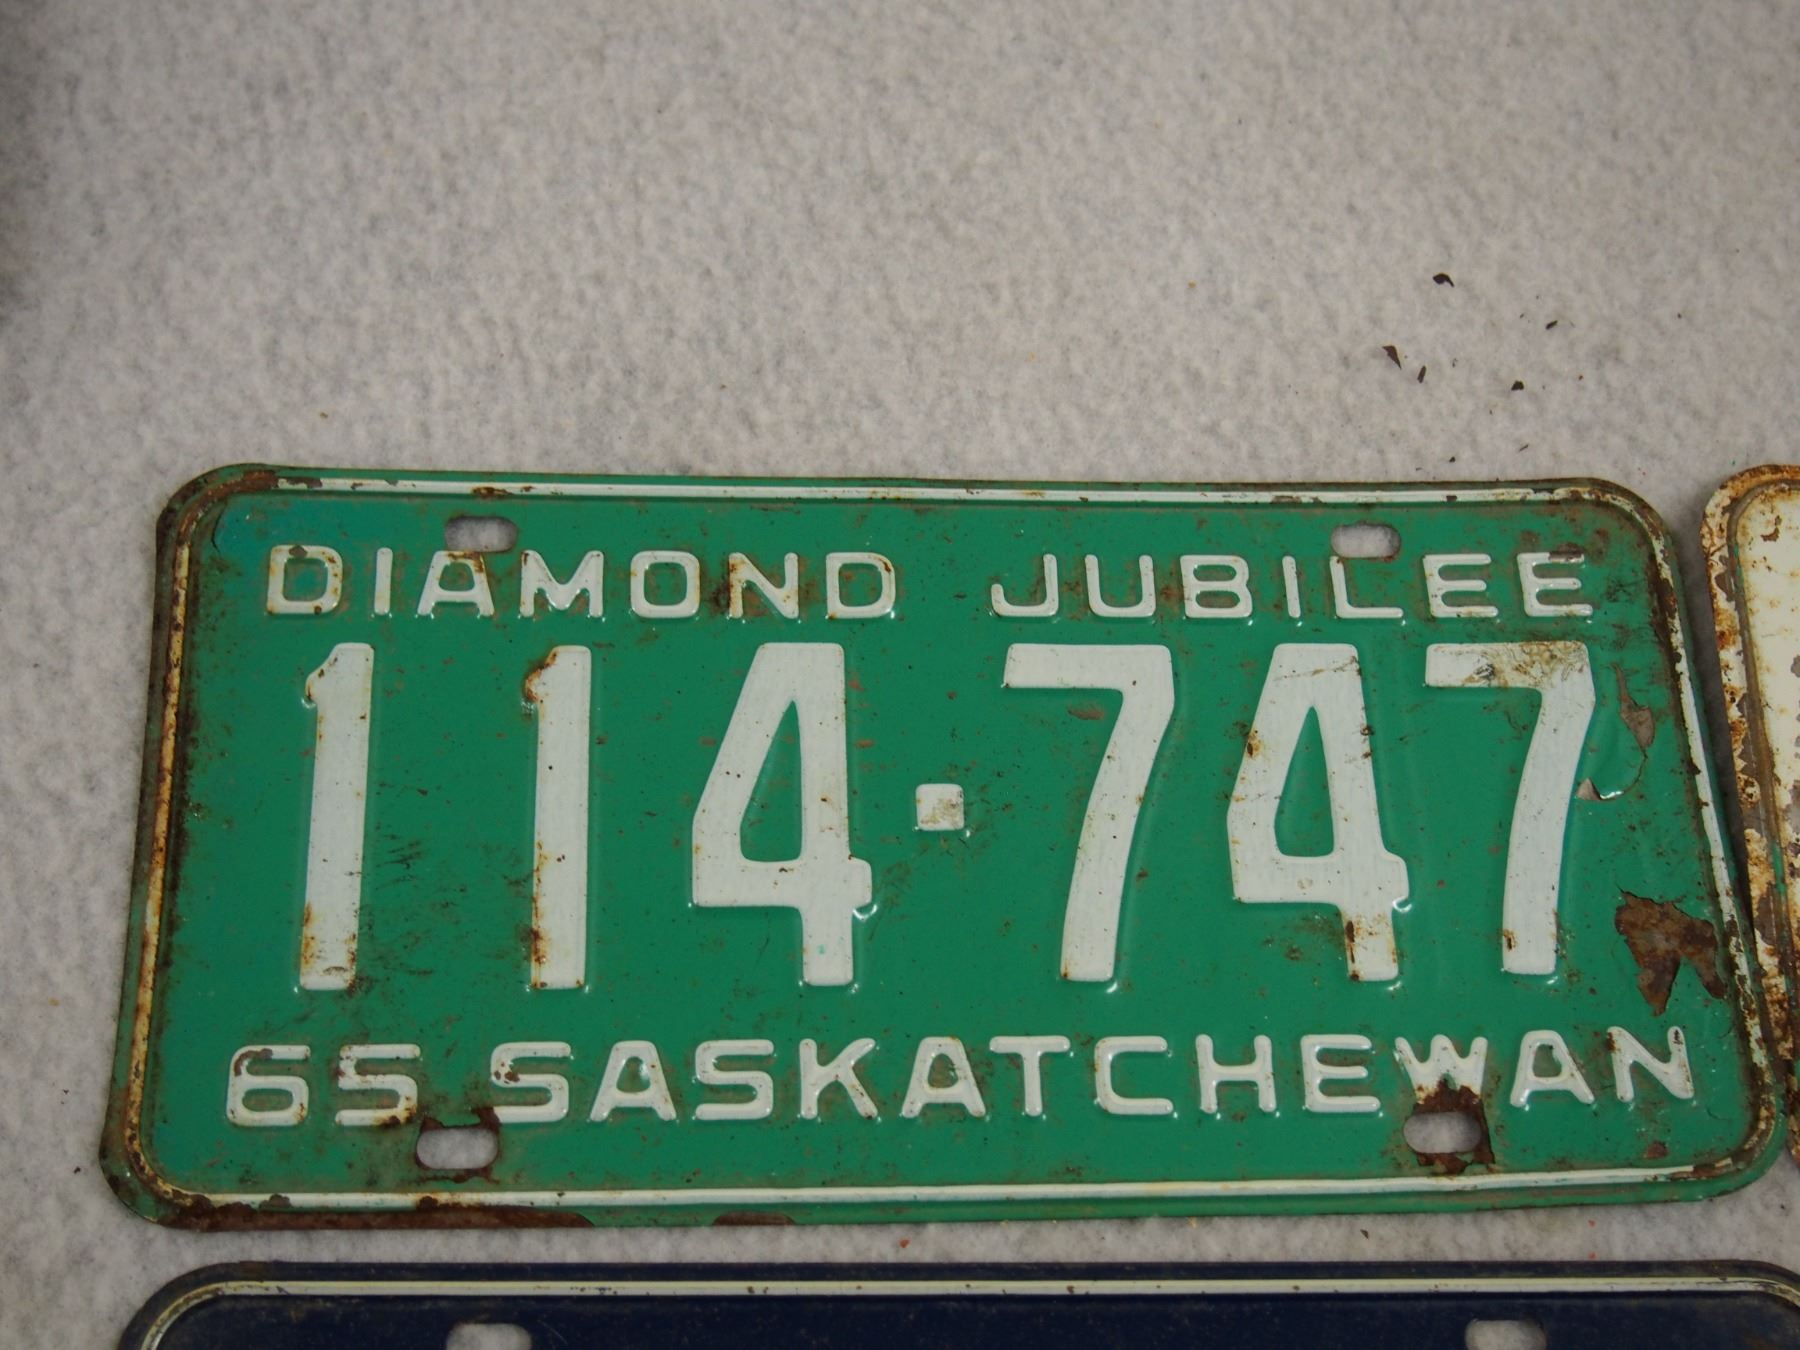 DIAMOND JUBILEE
114·747
65 SASKATCHEWAN